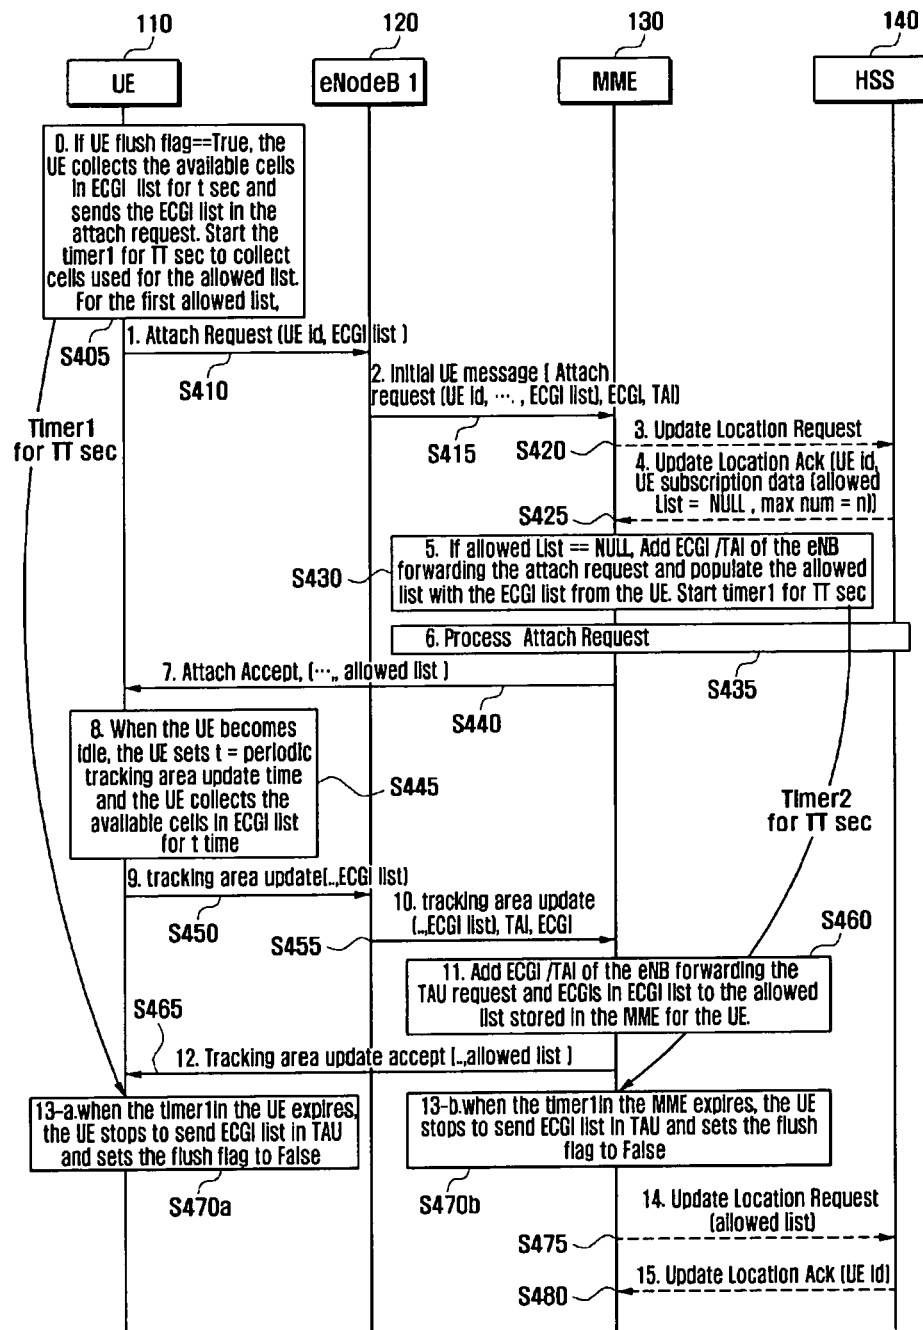 110
120
130
140
UE
eNodeB 1
MME
HSS
0. If UE flush flag==True, the
UE collects the available cells
in ECGI list for t sec and
sends the ECGI list in the
attach request. Start the
timer1 for TT sec to collect
cells used for the allowed list.
For the first allowed list,
S405
1. Attach Request (UE id, ECGI list )
S410
2. Initial UE message ( Attach
request (UE id, ... , ECGI list), ECGI, TAI)
S415
Timer1
for TT sec
S420
3. Update Location Request
4. Update Location Ack (UE id,
UE subscription data (allowed
List = NULL , max num = n))
S425
5. If allowed List == NULL, Add ECGI /TAI of the eNB
forwarding the attach request and populate the allowed
list with the ECGI list from the UE. Start timer1 for TT sec
S430
6. Process Attach Request
S435
7. Attach Accept, (...,, allowed list )
S440
8. When the UE becomes
idle, the UE sets t = periodic
tracking area update time
and the UE collects the
available cells in ECGI list
for t time
S445
Timer2
for TT sec
9. tracking area update(..,ECGI list)
S450
10. tracking area update
(..,ECGI list), TAI, ECGI
S455
S460
11. Add ECGI /TAI of the eNB forwarding the
TAU request and ECGIs in ECGI list to the allowed
list stored in the MME for the UE.
S465
12. Tracking area update accept (..,allowed list )
13-a.when the timer1in the UE expires,
the UE stops to send ECGI list in TAU
and sets the flush flag to False
S470a
13-b.when the timer1in the MME expires, the UE
stops to send ECGI list in TAU and sets the flush
flag to False
S470b
14. Update Location Request
(allowed list)
S475
15. Update Location Ack (UE id)
S480